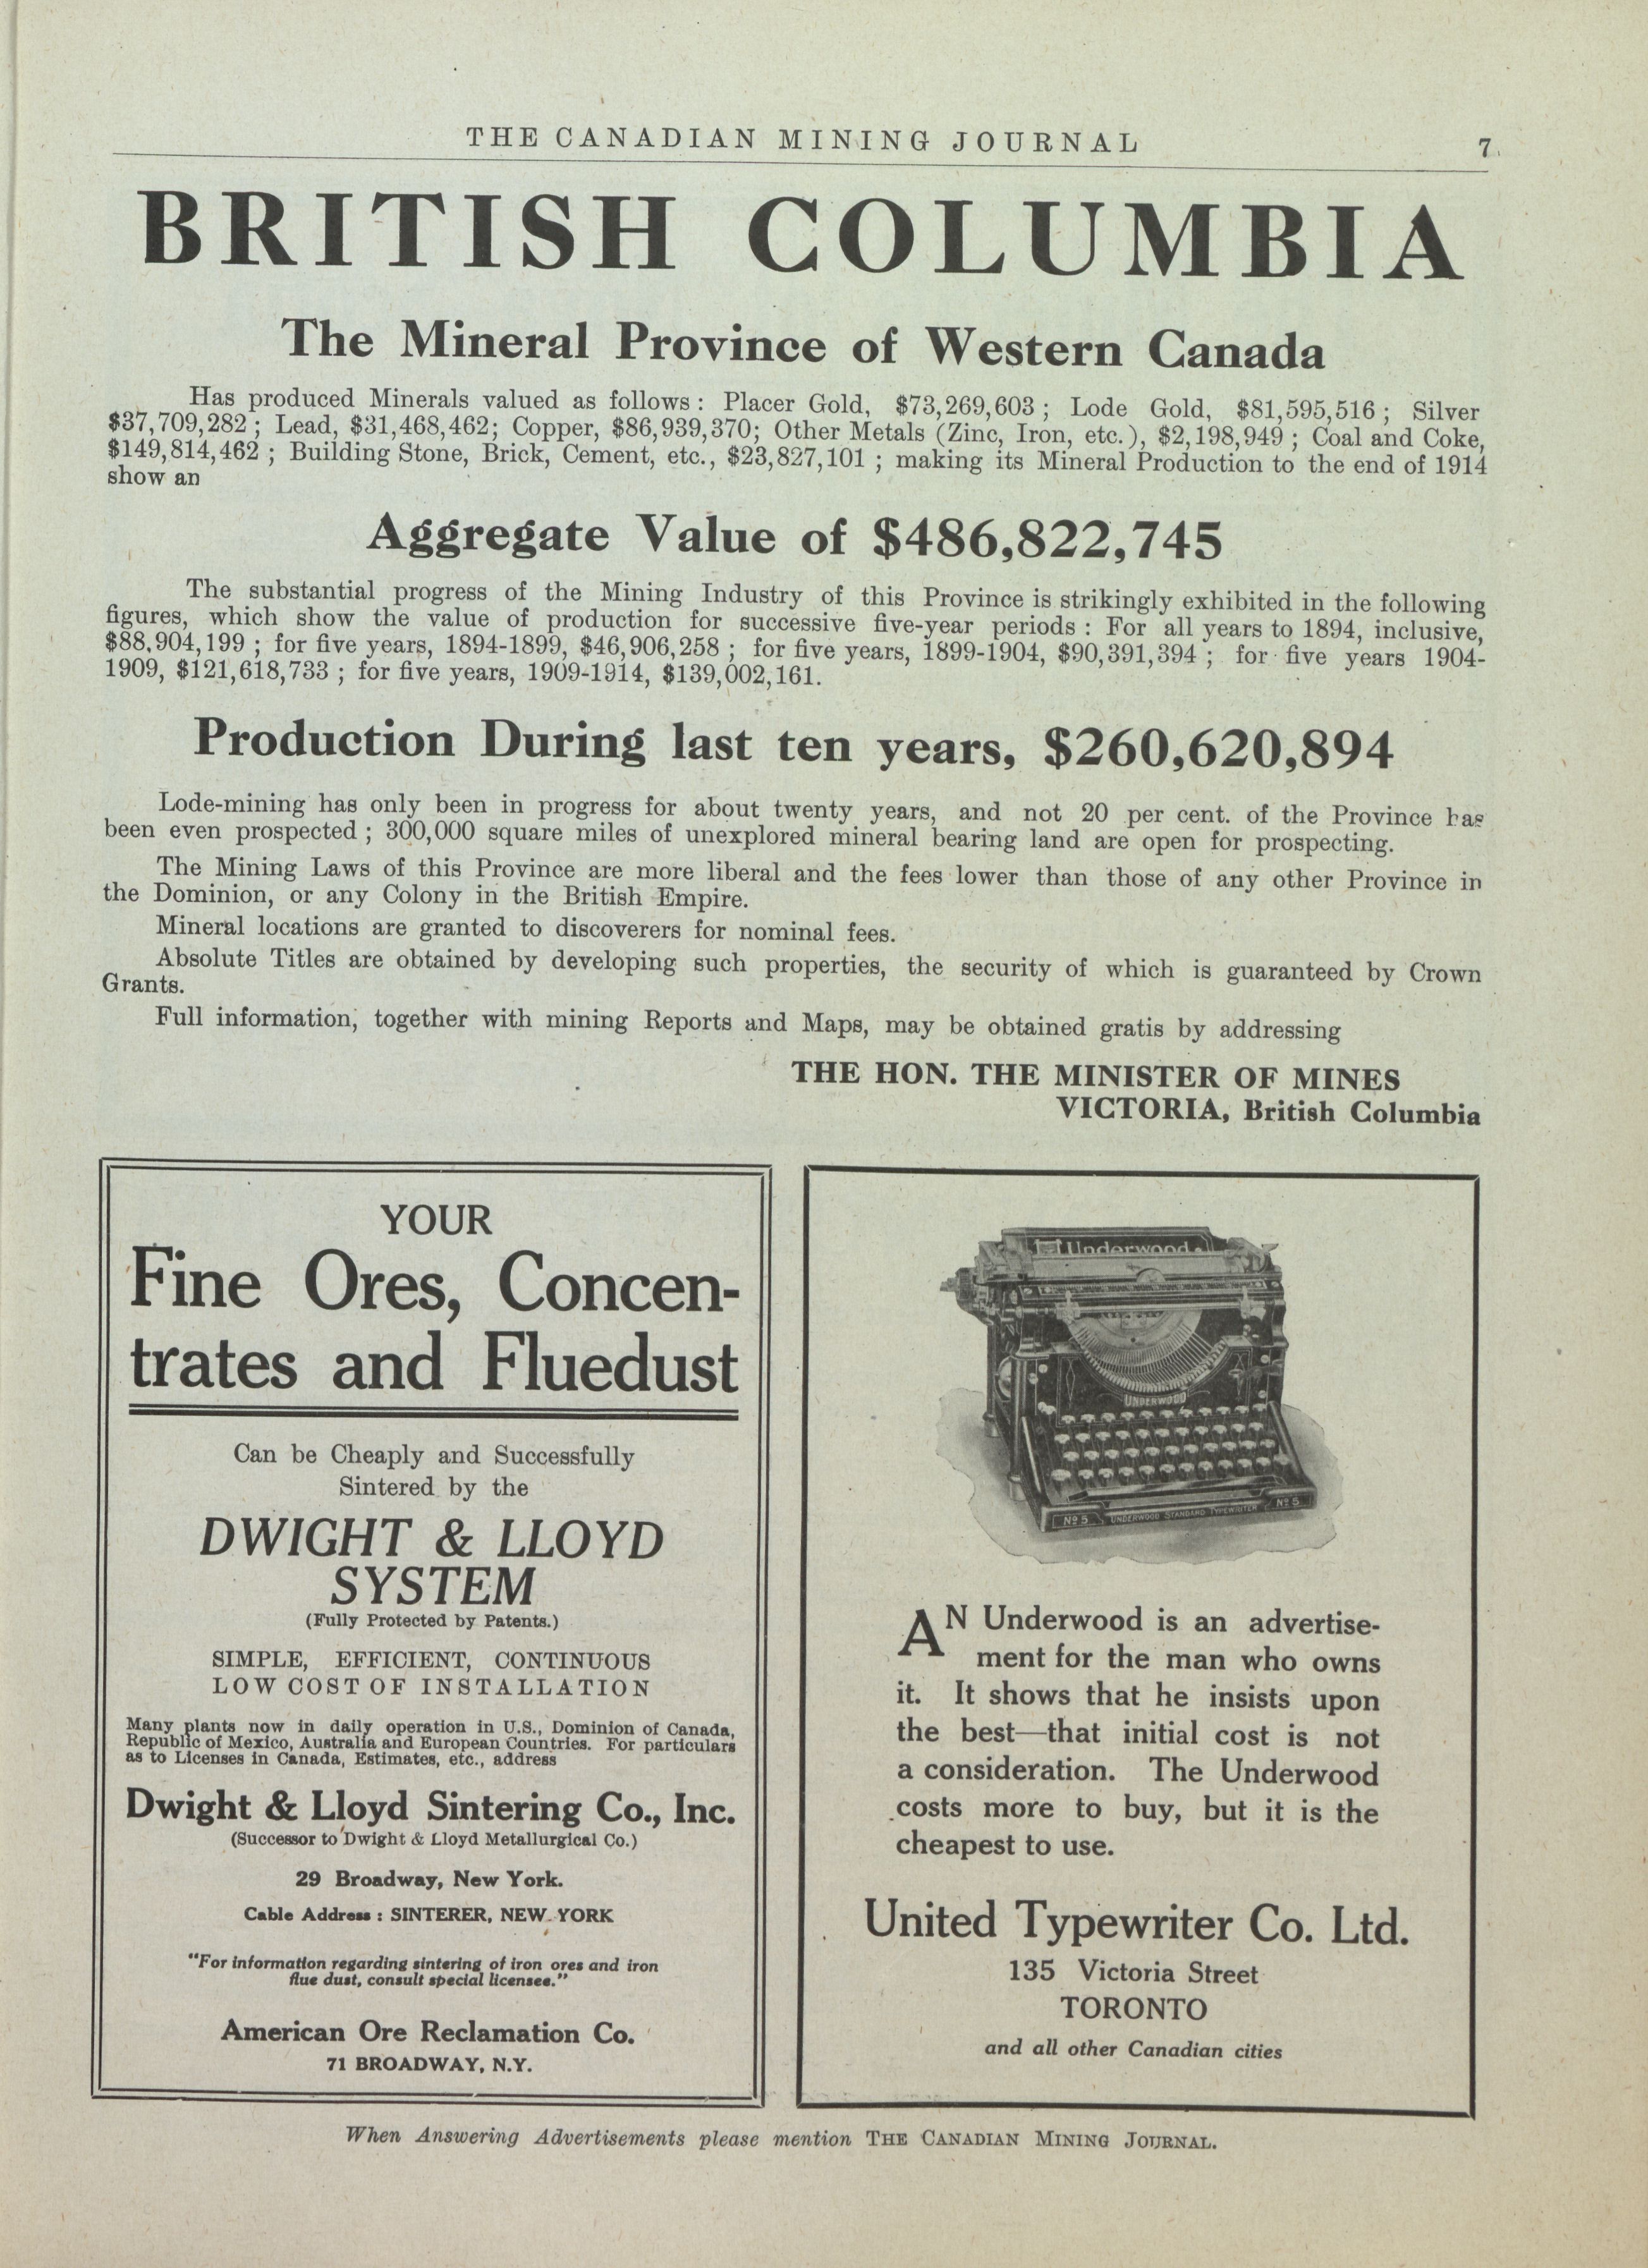 THE CANADIAN MINING JOURNAL 7
BRITISH COLUMBIA
The Mineral Province of Western Canada
Has produced Minerals valued as follows : Placer Gold, $73,269,603 ; Lode Gold, $81,595,516 ; Silver
$37,709,282 ; Lead, $31,468,462; Copper, $86,939,370; Other Metals (Zinc, Iron, etc.), $2,198,949 ; Coal and Coke,
$149,814,462 ; Building Stone, Brick, Cement, etc., $23,827,101 ; making its Mineral Production to the end of 1914
show an
Aggregate Value of $486,822,745
The substantial progress of the Mining Industry of this Province is strikingly exhibited in the following
figures, which show the value of production for successive five-year periods : For all years to 1894, inclusive,
$88,904,199 ; for five years, 1894-1899, $46,906,258 ; for five years, 1899-1904, $90,391,394 ; for five years 1904-
1909, $121,618,733 ; for five years, 1909-1914, $139,002,161.
Production During last ten years, $260,620,894
Lode-mining has only been in progress for about twenty years, and not 20 per cent. of the Province has
been even prospected ; 300,000 square miles of unexplored mineral bearing land are open for prospecting.
The Mining Laws of this Province are more liberal and the fees lower than those of any other Province in
the Dominion, or any Colony in the British Empire.
Mineral locations are granted to discoverers for nominal fees.
Absolute Titles are obtained by developing such properties, the security of which is guaranteed by Crown
Grants.
Full information, together with mining Reports and Maps, may be obtained gratis by addressing
THE HON. THE MINISTER OF MINES
VICTORIA, British Columbia
YOUR
Fine Ores, Concen-
trates and Fluedust
Can be Cheaply and Successfully
Sintered by the
DWIGHT & LLOYD
SYSTEM
(Fully Protected by Patents.)
SIMPLE, EFFICIENT, CONTINUOUS
LOW COST OF INSTALLATION
Many plants now in daily operation in U.S., Dominion of Canada,
Republic of Mexico, Australia and European Countries. For particulars
as to Licenses in Canada, Estimates, etc., address
Dwight & Lloyd Sintering Co., Inc.
(Successor to Dwight & Lloyd Metallurgical Co.)
29 Broadway, New York.
Cable Address : SINTERER, NEW YORK
"For information regarding sintering of iron ores and iron
flue dust, consult special licensee."
American Ore Reclamation Co.
71 BROADWAY, N.Y.
Underwood
UNDERWOOD
No 5 UNDERWOOD STANDARD TYPEWRITER No 5
AN Underwood is an advertise-
ment for the man who owns
it. It shows that he insists upon
the best—that initial cost is not
a consideration. The Underwood
costs more to buy, but it is the
cheapest to use.
United Typewriter Co. Ltd.
135 Victoria Street
TORONTO
and all other Canadian cities
When Answering Advertisements please mention THE CANADIAN MINING JOURNAL.